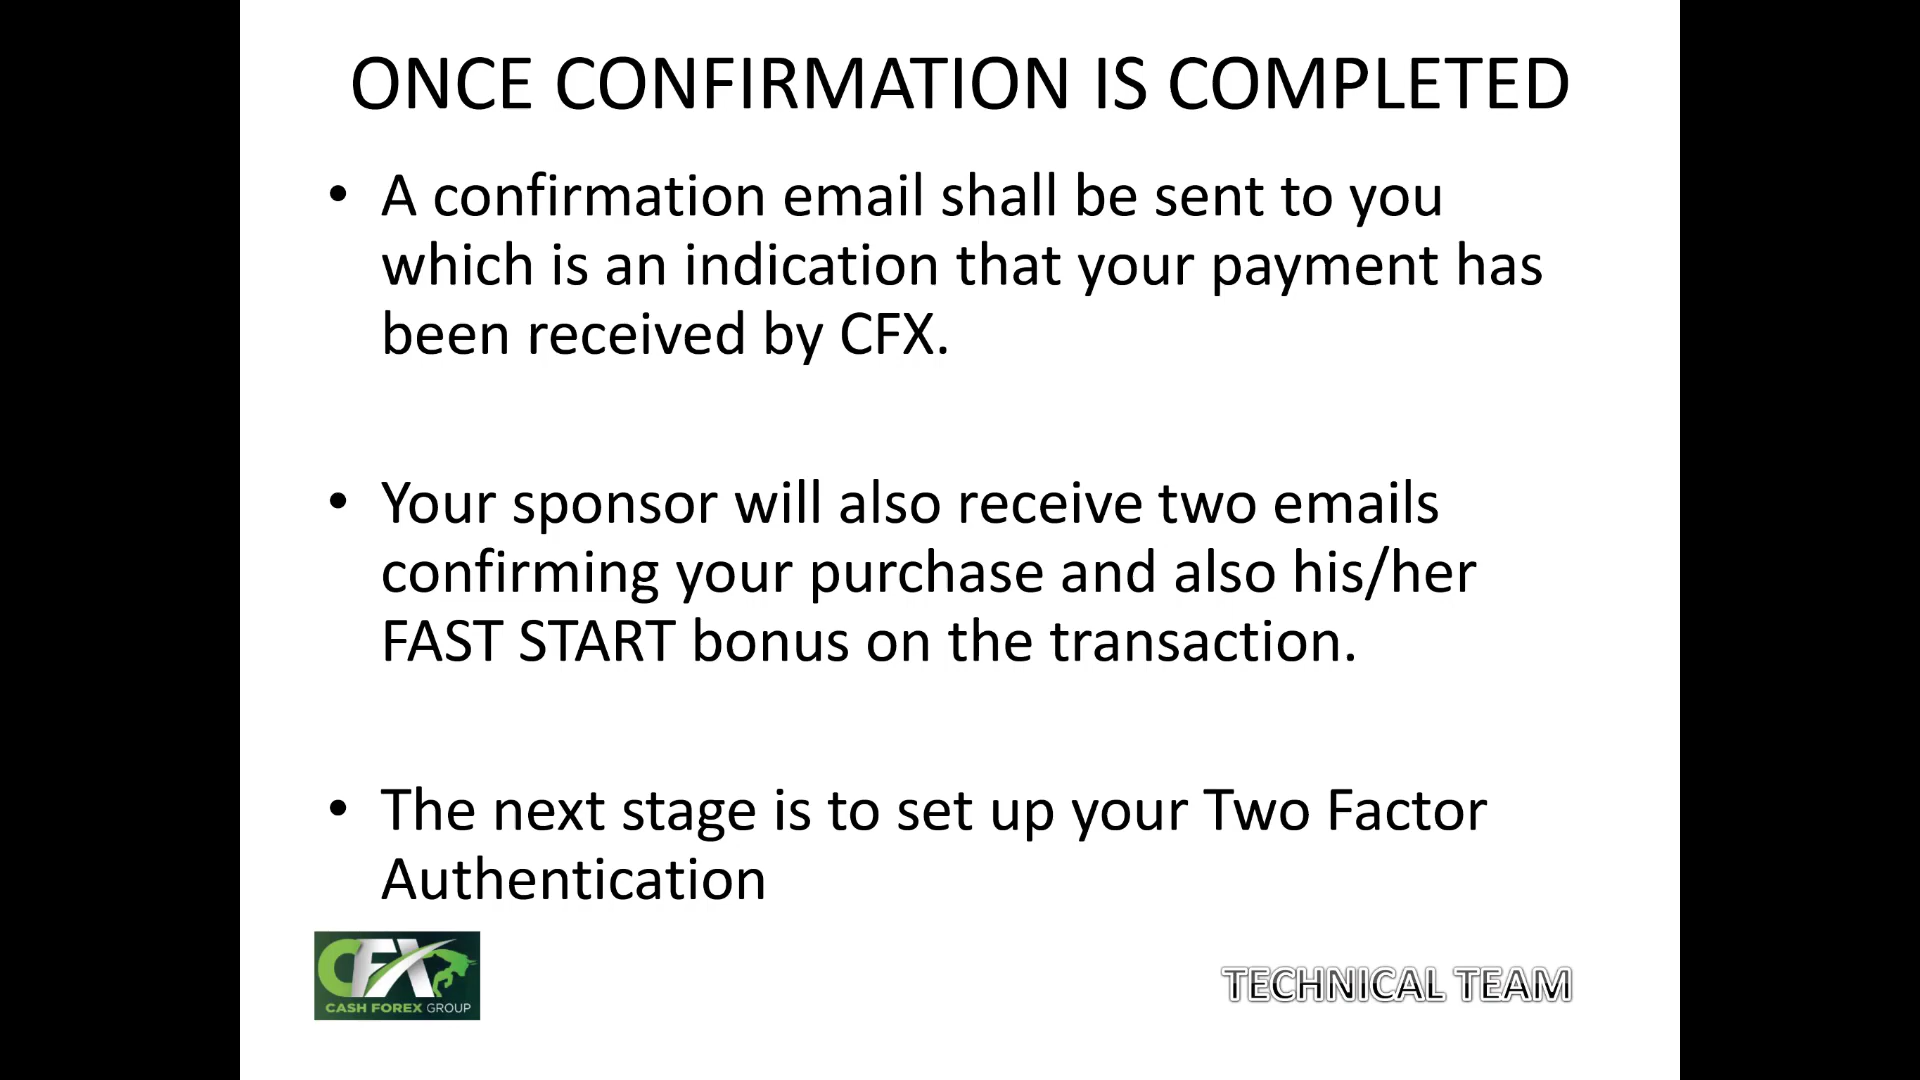 ONCE CONFIRMATION IS COMPLETED
• A confirmation email shall be sent to you
which is an indication that your payment has
been received by CFX.
• Your sponsor will also receive two emails
confirming your purchase and also his/her
FAST START bonus on the transaction.
• The next stage is to set up your Two Factor
Authentication
CFX
CASH FOREX GROUP
TECHNICAL TEAM